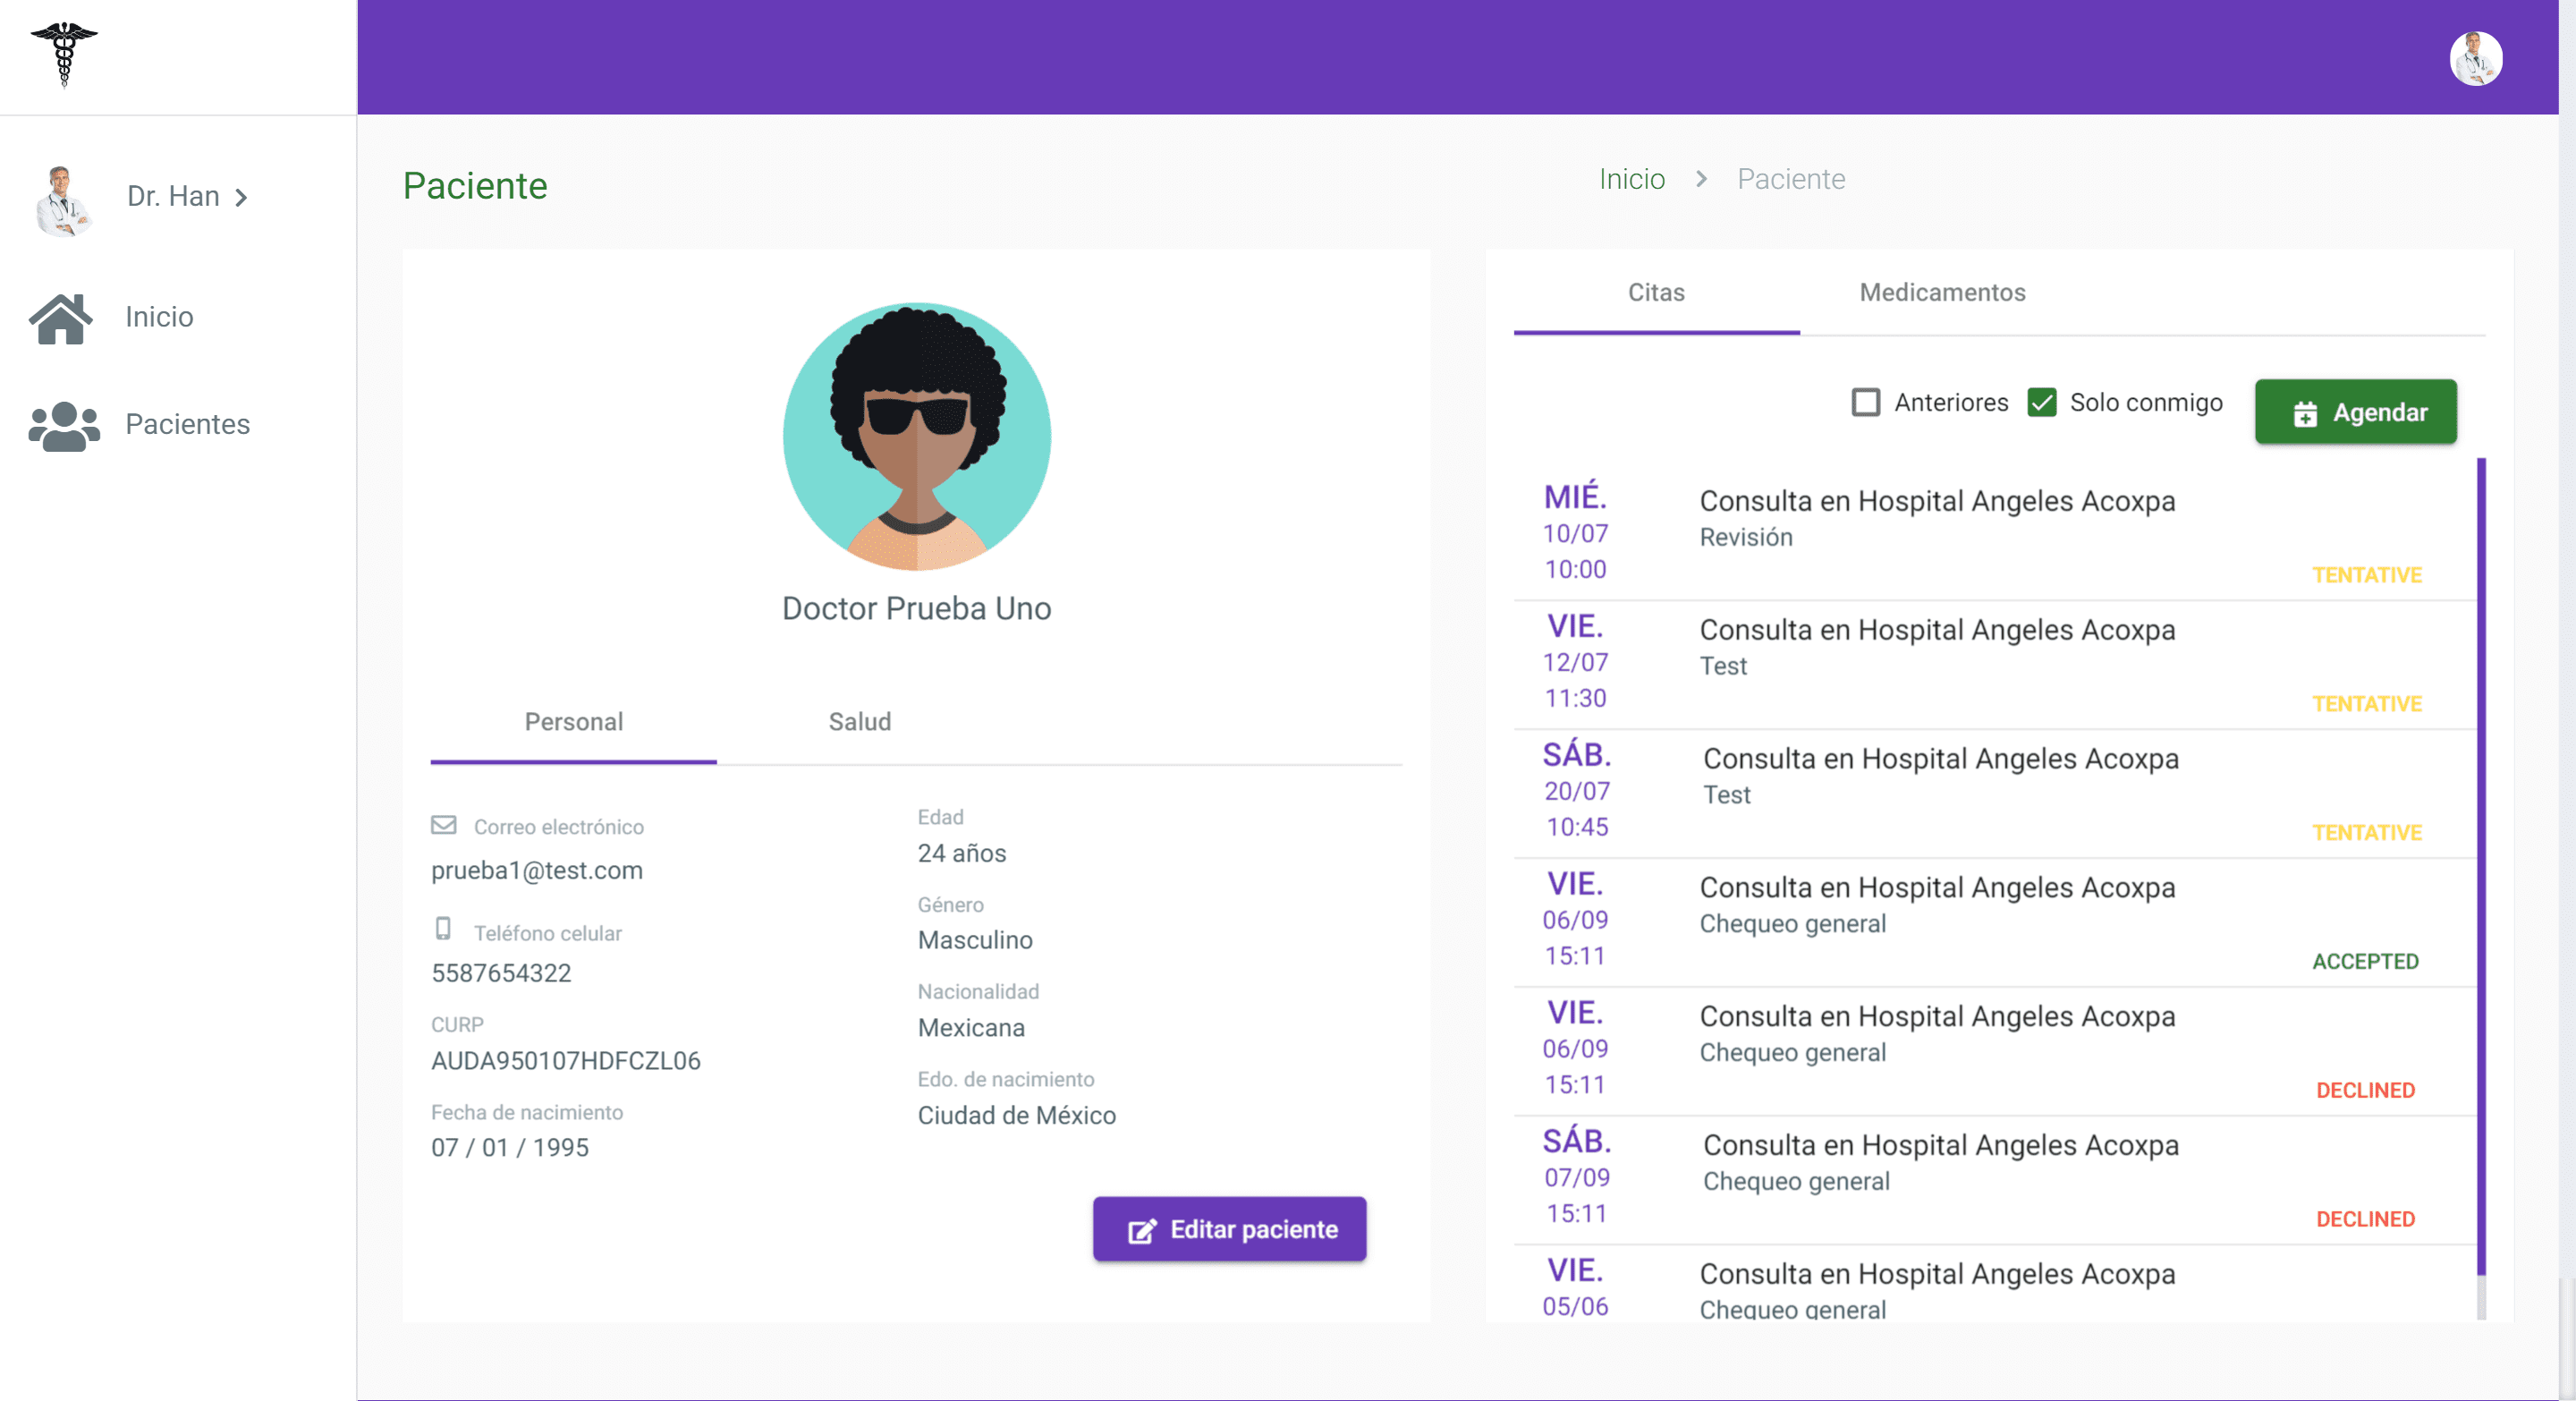 Dr. Han
Inicio
Pacientes
Paciente
Inicio > Paciente
Doctor Prueba Uno
Personal
Salud
Correo electrónico
prueba1@test.com
Teléfono celular
5587654322
CURP
AUDA950107HDFCZL06
Fecha de nacimiento
07 / 01 / 1995
Edad
24 años
Género
Masculino
Nacionalidad
Mexicana
Edo. de nacimiento
Ciudad de México
Editar paciente
Citas
Medicamentos
Anteriores
Solo conmigo
Agendar
MIÉ.
10/07
10:00
Consulta en Hospital Angeles Acoxpa
Revisión
TENTATIVE
VIE.
12/07
11:30
Consulta en Hospital Angeles Acoxpa
Test
TENTATIVE
SÁB.
20/07
10:45
Consulta en Hospital Angeles Acoxpa
Test
TENTATIVE
VIE.
06/09
15:11
Consulta en Hospital Angeles Acoxpa
Chequeo general
ACCEPTED
VIE.
06/09
15:11
Consulta en Hospital Angeles Acoxpa
Chequeo general
DECLINED
SÁB.
07/09
15:11
Consulta en Hospital Angeles Acoxpa
Chequeo general
DECLINED
VIE.
05/06
Consulta en Hospital Angeles Acoxpa
Chequeo general